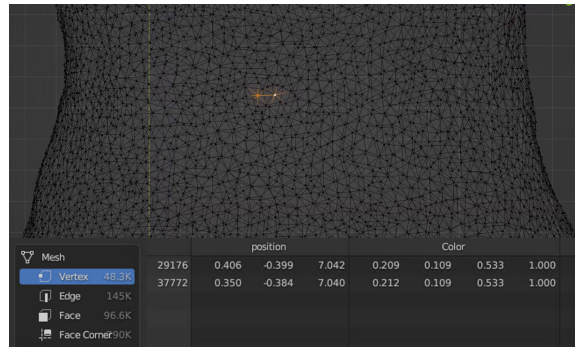 position Color
Mesh
Vertex 48.3K
Edge 145K
Face 96.6K
Face Corner 290K
29176 0.406 -0.399 7.042 0.209 0.109 0.533 1.000
37772 0.350 -0.384 7.040 0.212 0.109 0.533 1.000